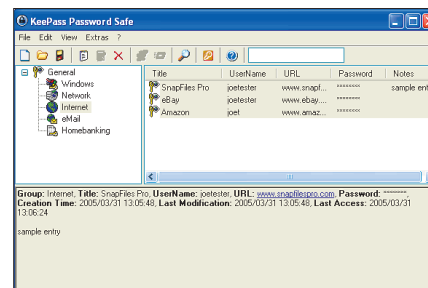 KeePass Password Safe
File Edit View Extras ?
General
Windows
Network
Internet
eMail
Homebanking
Title UserName URL Password Notes
SnapFiles Pro joetester www.snapf... ******** sample ent
eBay joetester www.ebay.... ********
Amazon joet www.amaz... ********
Group: Internet, Title: SnapFiles Pro, UserName: joetester, URL: www.snapfilespro.com, Password: ********,
Creation Time: 2005/03/31 13:05:48, Last Modification: 2005/03/31 13:05:48, Last Access: 2005/03/31
13:06:24
sample entry